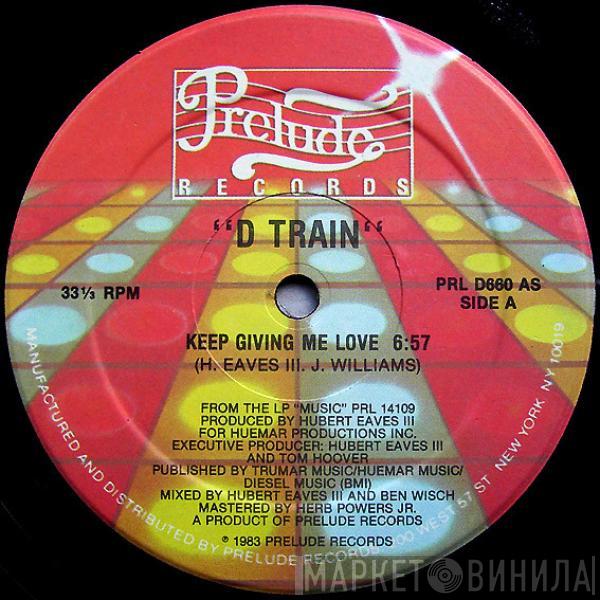 Prelude
RECORDS
“D TRAIN“
33⅓ RPM
PRL D660 AS
SIDE A
KEEP GIVING ME LOVE 6:57
(H. EAVES III. J. WILLIAMS)
FROM THE LP "MUSIC" PRL 14109
PRODUCED BY HUBERT EAVES III
FOR HUEMAR PRODUCTIONS INC.
EXECUTIVE PRODUCER: HUBERT EAVES III
AND TOM HOOVER
PUBLISHED BY TRUMAR MUSIC/HUEMAR MUSIC/
DIESEL MUSIC (BMI)
MIXED BY HUBERT EAVES III AND BEN WISCH
MASTERED BY HERB POWERS JR.
A PRODUCT OF PRELUDE RECORDS
℗ 1983 PRELUDE RECORDS
MANUFACTURED AND DISTRIBUTED BY PRELUDE RECORDS WEST 57 ST NEW YORK NY 10019
МАРКЕТ ВИНИЛА